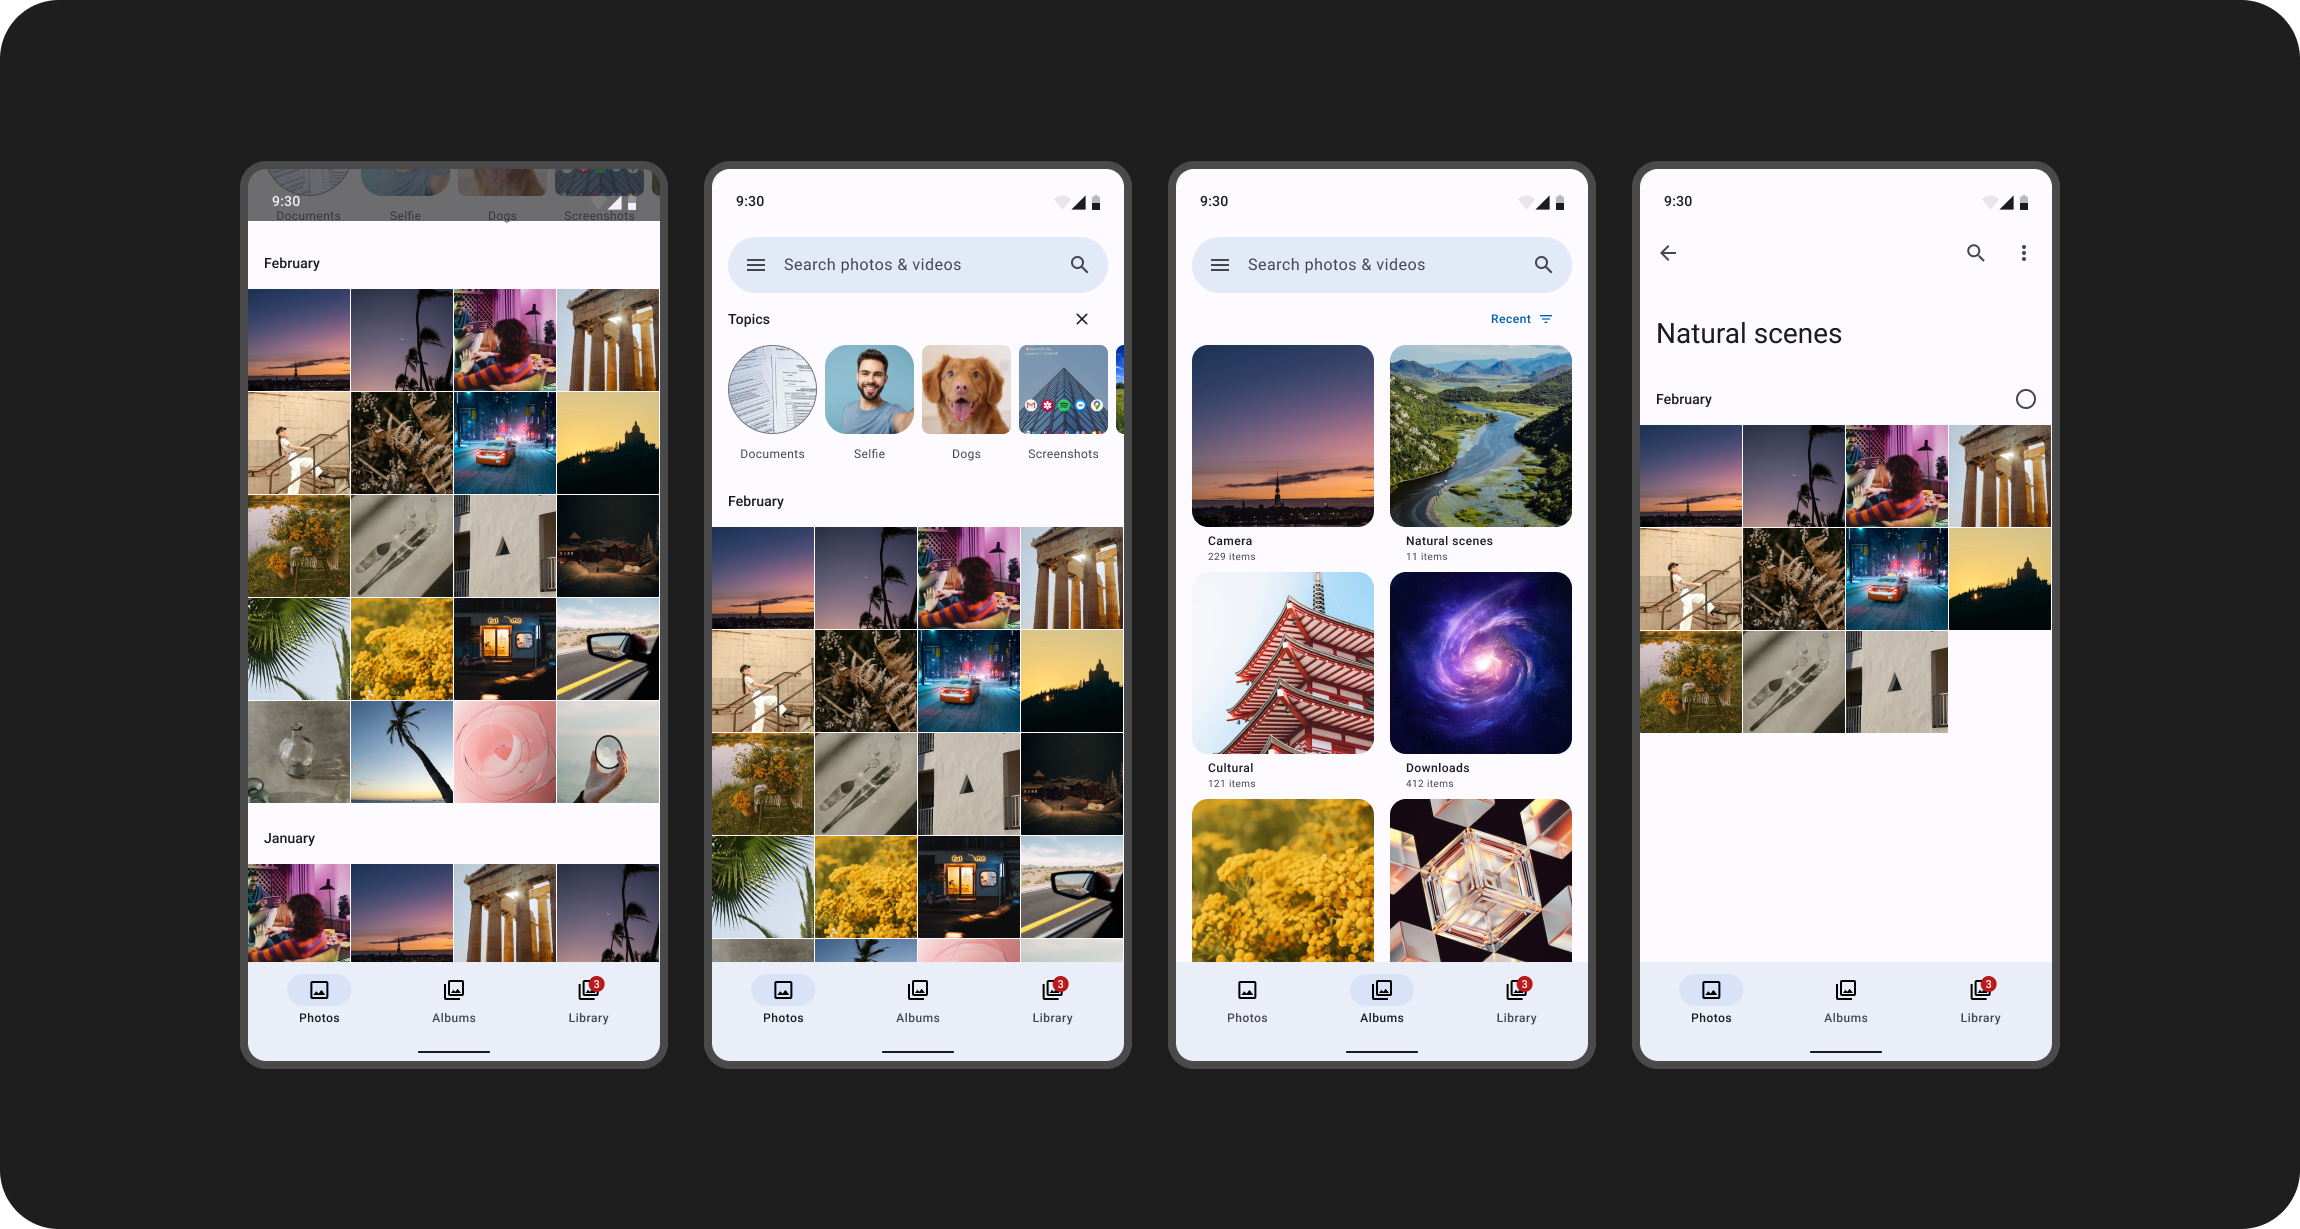 9:30
Documents Selfie Dogs Screenshots
February
January
Photos Albums Library
3
9:30
Search photos & videos
Topics
Documents Selfie Dogs Screenshots
February
Photos Albums Library
3
9:30
Search photos & videos
Recent
Camera
229 items
Natural scenes
11 items
Cultural
121 items
Downloads
412 items
Photos Albums Library
3
9:30
Natural scenes
February
Photos Albums Library
3